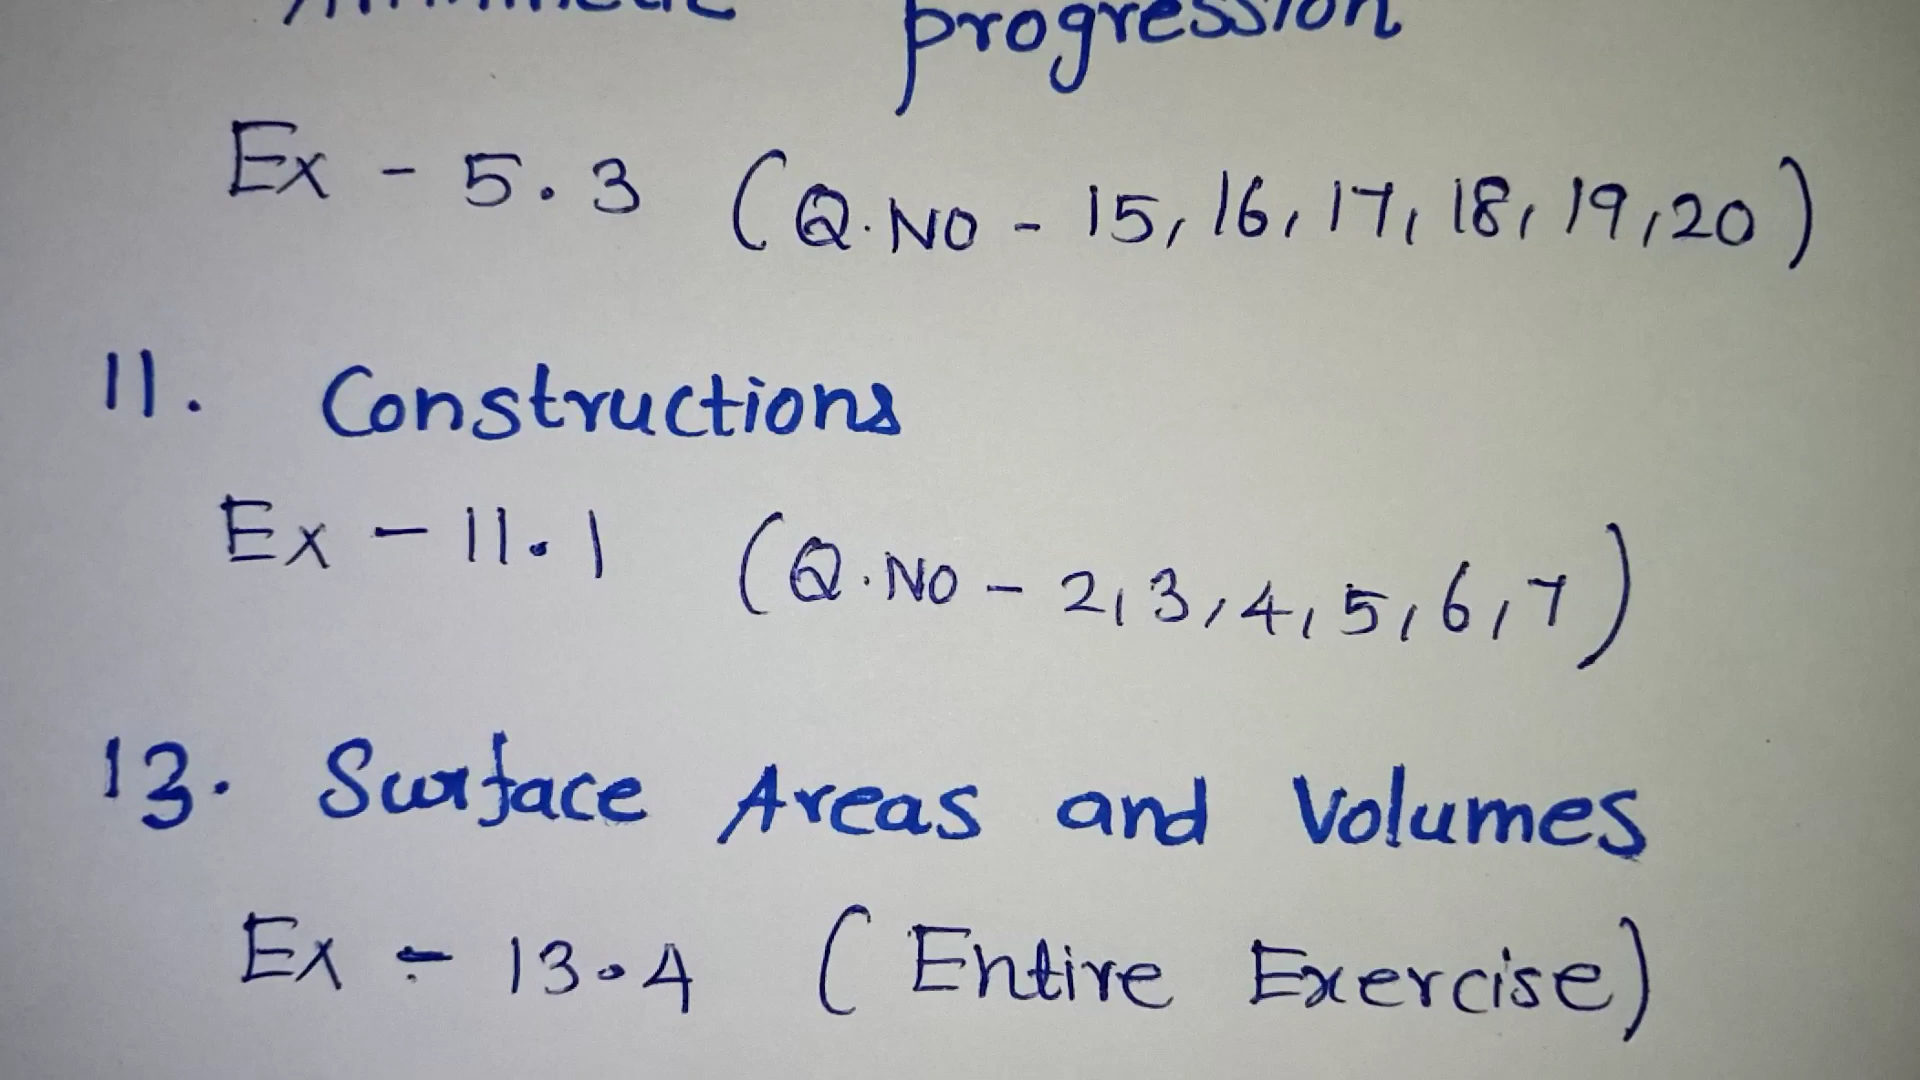 progression
Ex - 5.3 (Q.NO - 15, 16, 17, 18, 19, 20)
11. Constructions
Ex - 11.1 (Q.NO - 2, 3, 4, 5, 6, 7)
13. Surface Areas and Volumes
Ex - 13.4 (Entire Exercise)